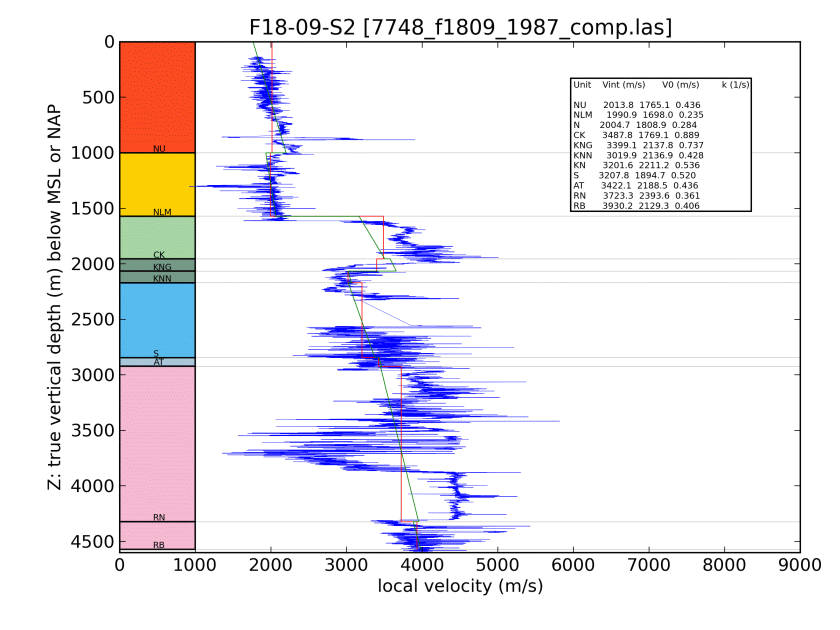 F18-09-S2 [7748_f1809_1987_comp.las]
Z: true vertical depth (m) below MSL or NAP
0
500
1000
1500
2000
2500
3000
3500
4000
4500
NU
NLM
CK
KNG
KNN
S
AT
RN
RB
Unit Vint (m/s) V0 (m/s) k (1/s)
NU 2013.8 1765.1 0.436
NLM 1990.9 1698.0 0.235
N 2004.7 1808.9 0.284
CK 3487.8 1769.1 0.889
KNG 3399.1 2137.8 0.737
KNN 3019.9 2136.9 0.428
KN 3201.6 2211.2 0.536
S 3207.8 1894.7 0.520
AT 3422.1 2188.5 0.436
RN 3723.3 2393.6 0.361
RB 3930.2 2129.3 0.406
0 1000 2000 3000 4000 5000 6000 7000 8000 9000
local velocity (m/s)